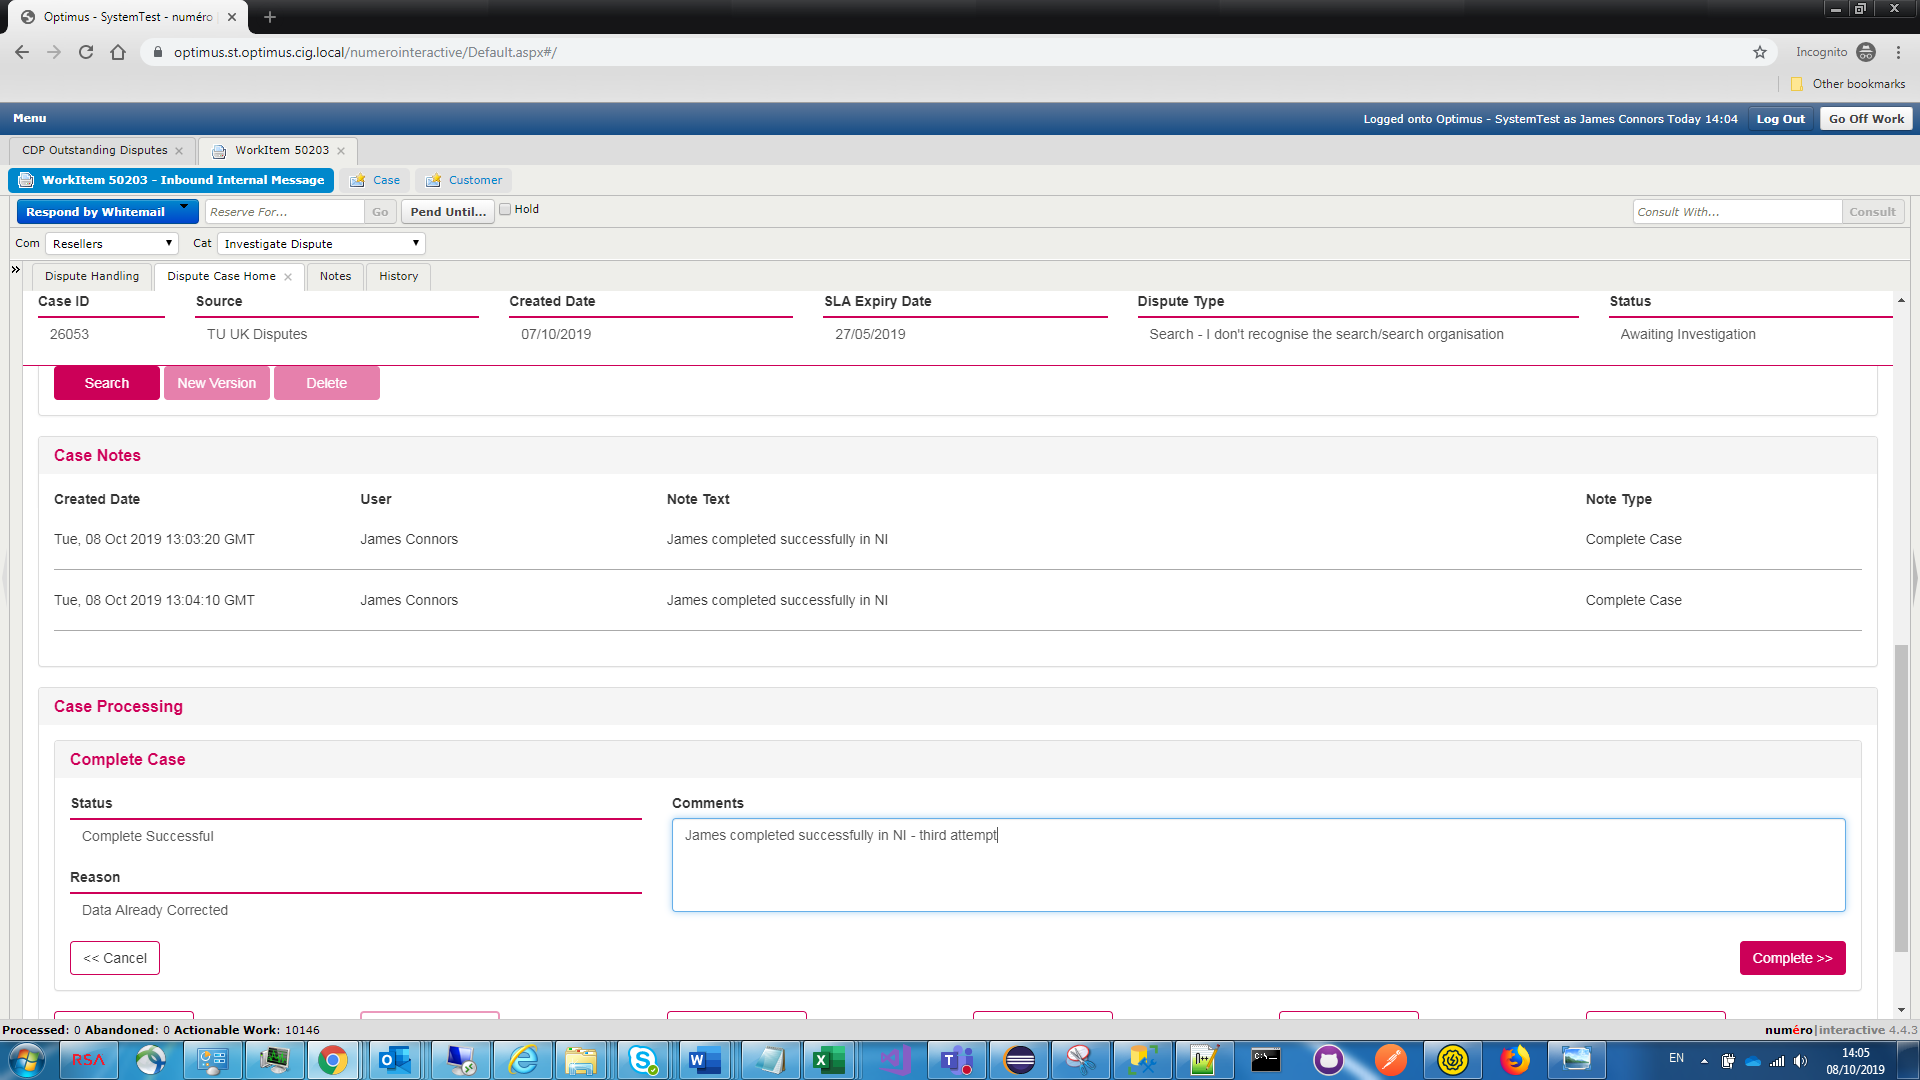 Optimus - SystemTest - numéro
optimus.st.optimus.cig.local/numerointeractive/Default.aspx#/
Incognito
Other bookmarks
Menu
Logged onto Optimus - SystemTest as James Connors Today 14:04
Log Out
Go Off Work
CDP Outstanding Disputes
WorkItem 50203
WorkItem 50203 - Inbound Internal Message
Case
Customer
Respond by Whitemail
Reserve For...
Go
Pend Until...
Hold
Consult With...
Consult
Com
Resellers
Cat
Investigate Dispute
Dispute Handling
Dispute Case Home
Notes
History
Case ID Source Created Date SLA Expiry Date Dispute Type Status
26053 TU UK Disputes 07/10/2019 27/05/2019 Search - I don't recognise the search/search organisation Awaiting Investigation
Search
New Version
Delete
Case Notes
Created Date User Note Text Note Type
Tue, 08 Oct 2019 13:03:20 GMT James Connors James completed successfully in NI Complete Case
Tue, 08 Oct 2019 13:04:10 GMT James Connors James completed successfully in NI Complete Case
Case Processing
Complete Case
Status
Complete Successful
Reason
Data Already Corrected
Comments
James completed successfully in NI - third attempt
<< Cancel
Complete >>
Processed: 0 Abandoned: 0 Actionable Work: 10146
numéro|interactive 4.4.3
RSA
EN
14:05
08/10/2019